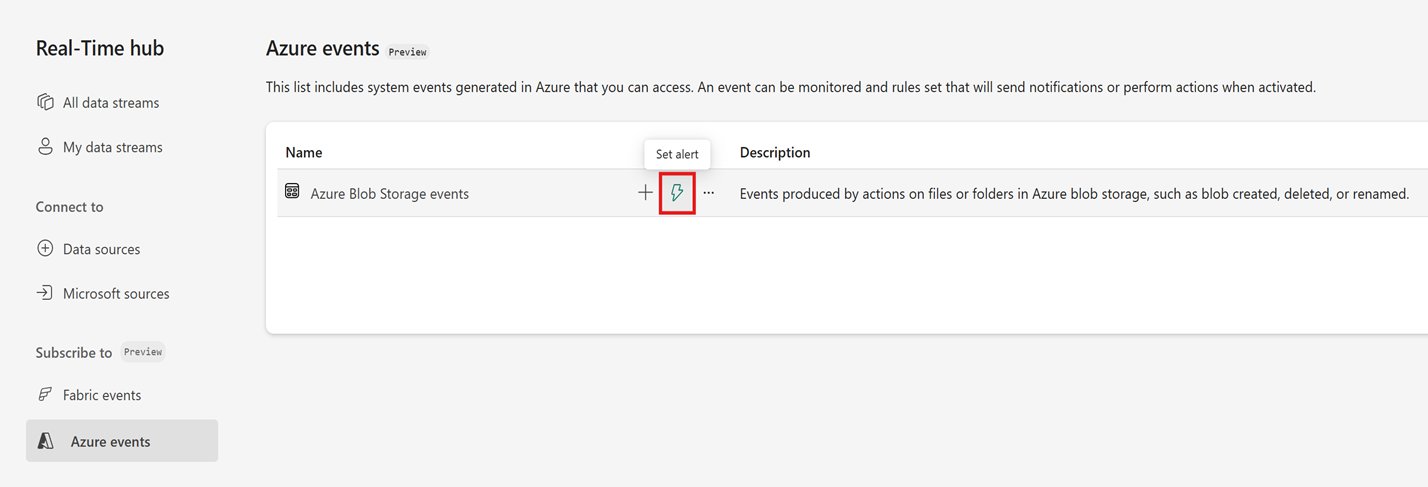 Real-Time hub
All data streams
My data streams
Connect to
Data sources
Microsoft sources
Subscribe to Preview
Fabric events
Azure events
Azure events Preview
This list includes system events generated in Azure that you can access. An event can be monitored and rules set that will send notifications or perform actions when activated.
Name
Set alert
Description
Azure Blob Storage events
Events produced by actions on files or folders in Azure blob storage, such as blob created, deleted, or renamed.